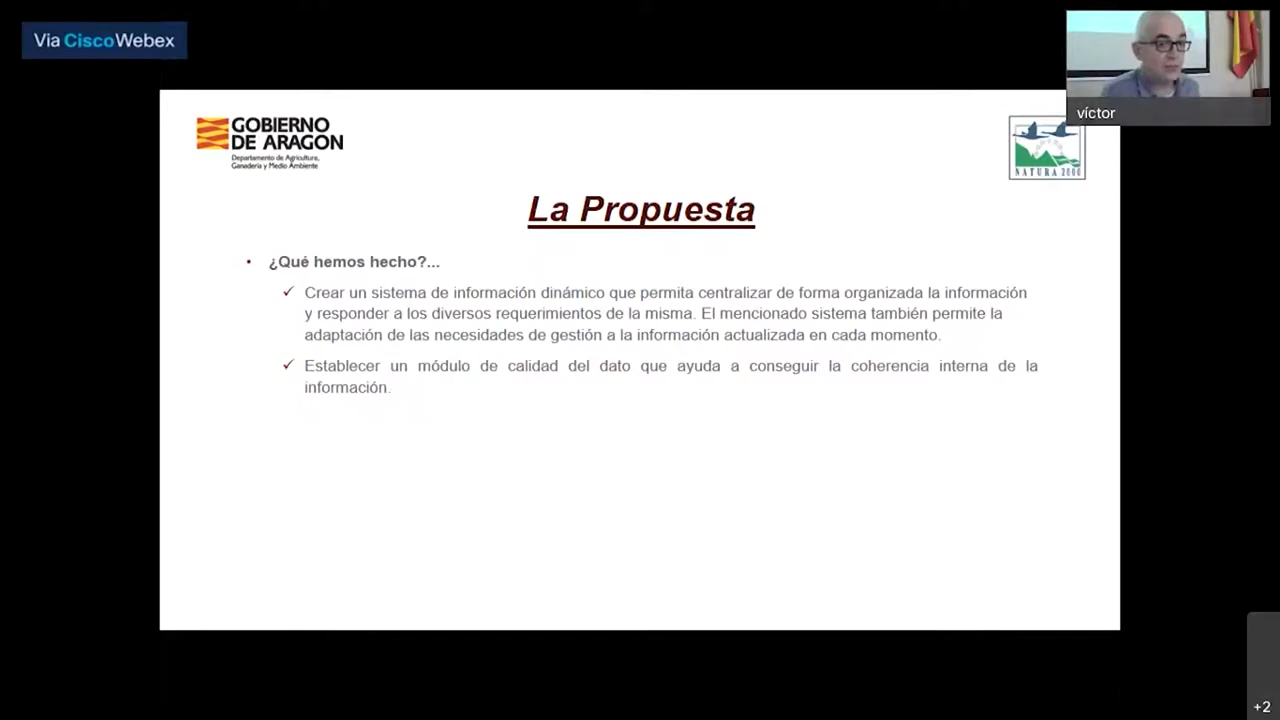 Via CiscoWebex
víctor
GOBIERNO
DE ARAGON
Departamento de Agricultura,
Ganadería y Medio Ambiente
NATURA 2000
La Propuesta
• ¿Qué hemos hecho?...
✓ Crear un sistema de información dinámico que permita centralizar de forma organizada la información
y responder a los diversos requerimientos de la misma. El mencionado sistema también permite la
adaptación de las necesidades de gestión a la información actualizada en cada momento.
✓ Establecer un módulo de calidad del dato que ayuda a conseguir la coherencia interna de la
información.
+2